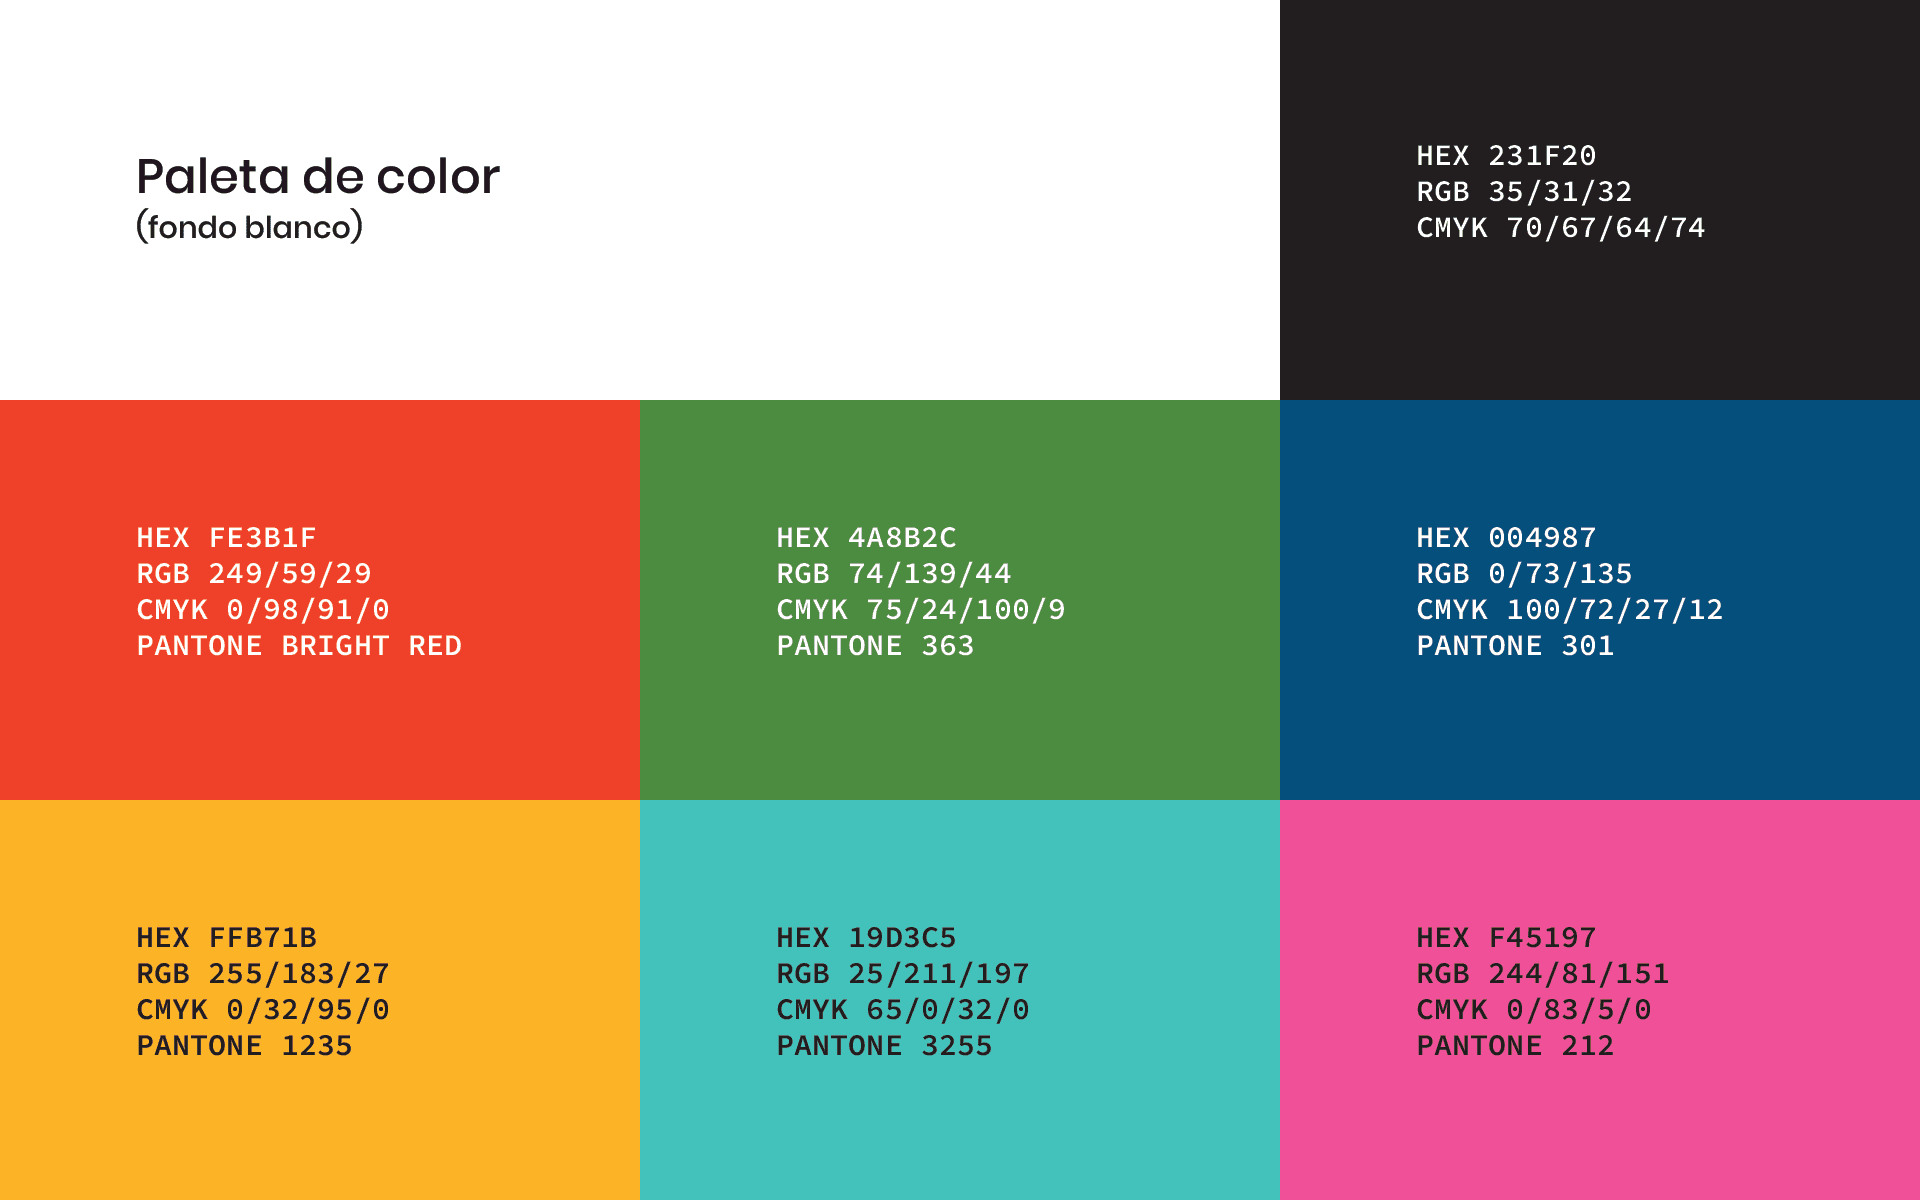 Paleta de color
(fondo blanco)
HEX 231F20
RGB 35/31/32
CMYK 70/67/64/74
HEX FE3B1F
RGB 249/59/29
CMYK 0/98/91/0
PANTONE BRIGHT RED
HEX 4A8B2C
RGB 74/139/44
CMYK 75/24/100/9
PANTONE 363
HEX 004987
RGB 0/73/135
CMYK 100/72/27/12
PANTONE 301
HEX FFB71B
RGB 255/183/27
CMYK 0/32/95/0
PANTONE 1235
HEX 19D3C5
RGB 25/211/197
CMYK 65/0/32/0
PANTONE 3255
HEX F45197
RGB 244/81/151
CMYK 0/83/5/0
PANTONE 212